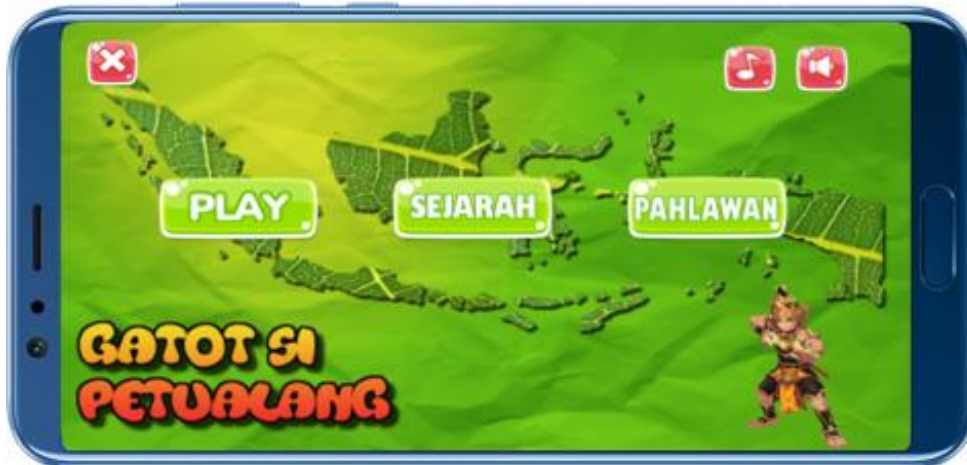 PLAY
SEJARAH
PAHLAWAN
GATOT SI
PETUALANG